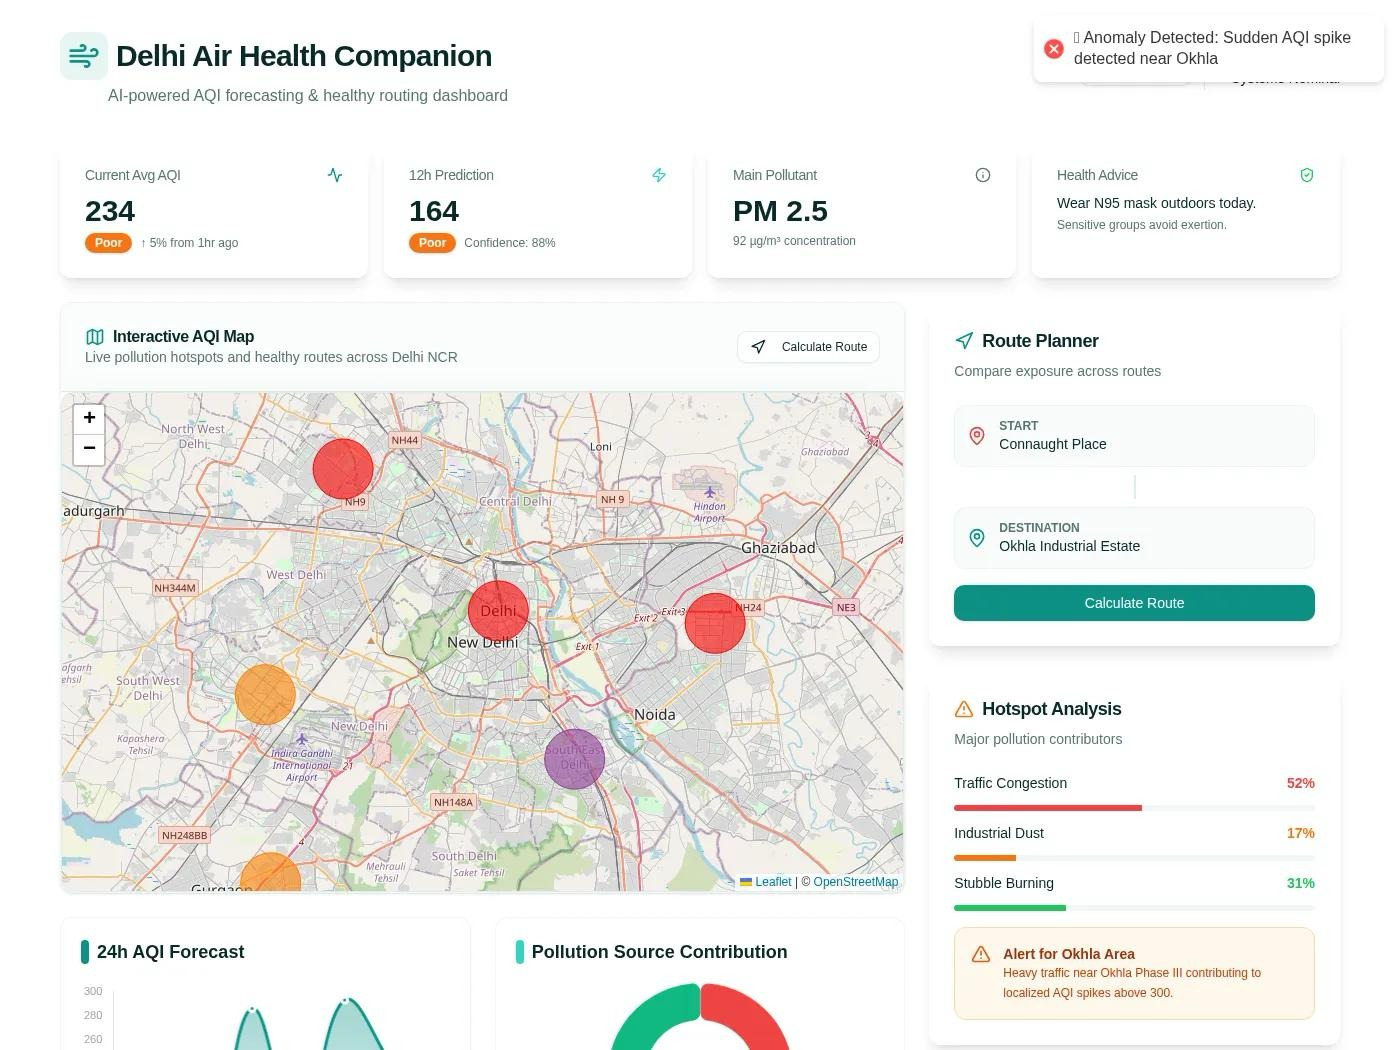 Delhi Air Health Companion
AI-powered AQI forecasting & healthy routing dashboard
Anomaly Detected: Sudden AQI spike
detected near Okhla
Current Avg AQI
234
Poor
↑ 5% from 1hr ago
12h Prediction
164
Poor
Confidence: 88%
Main Pollutant
PM 2.5
92 µg/m³ concentration
Health Advice
Wear N95 mask outdoors today.
Sensitive groups avoid exertion.
Interactive AQI Map
Live pollution hotspots and healthy routes across Delhi NCR
Calculate Route
+
−
North West
Delhi
NH44
Loni
Ghaziabad
NH9
Central Delhi
NH 9
Hindon
Airport
adurgarh
Ghaziabad
West Delhi
NH344M
Delhi
Exit 3
Exit 2
NH24
NE3
New Delhi
Exit 1
afgarh
ehsil
South West
Delhi
New Delhi
Noida
Kapashera
Tehsil
Indira Gandhi
International
Airport
21
South East
Delhi
NH148A
NH248BB
4
Mehrauli
Tehsil
South Delhi
Saket Tehsil
Gurgaon
Leaflet | © OpenStreetMap
Route Planner
Compare exposure across routes
START
Connaught Place
DESTINATION
Okhla Industrial Estate
Calculate Route
Hotspot Analysis
Major pollution contributors
Traffic Congestion
52%
Industrial Dust
17%
Stubble Burning
31%
Alert for Okhla Area
Heavy traffic near Okhla Phase III contributing to
localized AQI spikes above 300.
24h AQI Forecast
300
280
260
Pollution Source Contribution